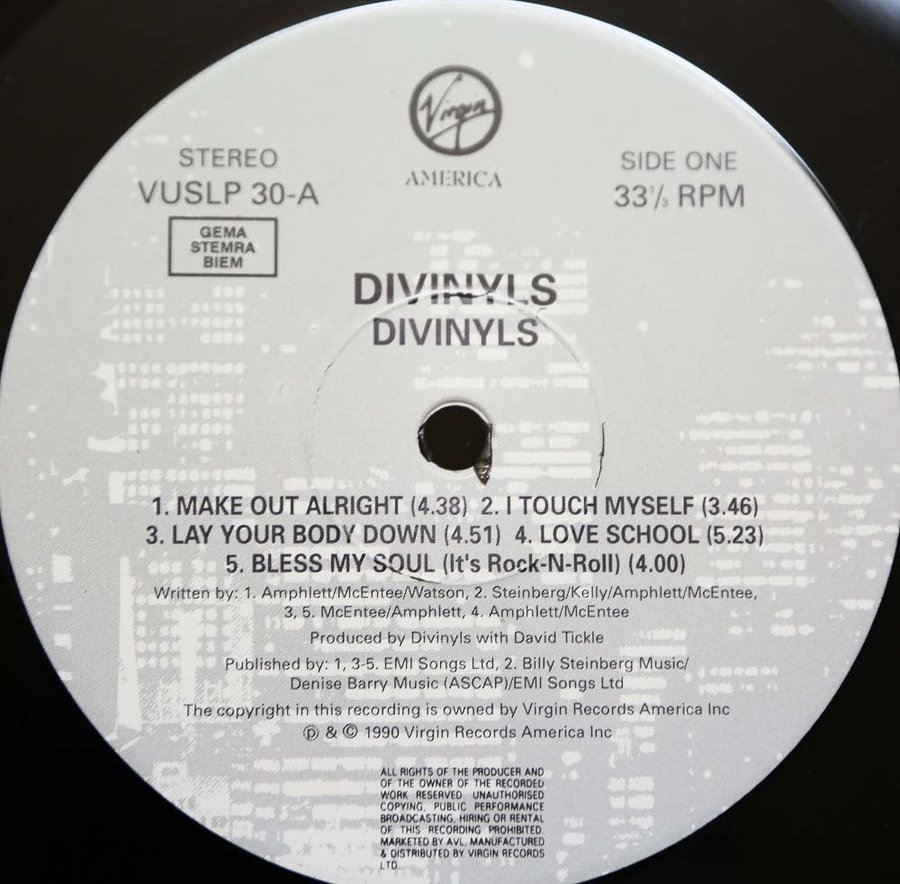 Virgin
AMERICA
STEREO
VUSLP 30-A
GEMA
STEMRA
BIEM
SIDE ONE
33⅓ RPM
DIVINYLS
DIVINYLS
1. MAKE OUT ALRIGHT (4.38) 2. I TOUCH MYSELF (3.46)
3. LAY YOUR BODY DOWN (4.51) 4. LOVE SCHOOL (5.23)
5. BLESS MY SOUL (It's Rock-N-Roll) (4.00)
Written by: 1. Amphlett/McEntee/Watson, 2. Steinberg/Kelly/Amphlett/McEntee,
3, 5. McEntee/Amphlett, 4. Amphlett/McEntee
Produced by Divinyls with David Tickle
Published by: 1, 3-5. EMI Songs Ltd, 2. Billy Steinberg Music/
Denise Barry Music (ASCAP)/EMI Songs Ltd
The copyright in this recording is owned by Virgin Records America Inc
℗ & © 1990 Virgin Records America Inc
ALL RIGHTS OF THE PRODUCER AND
OF THE OWNER OF THE RECORDED
WORK RESERVED UNAUTHORISED
COPYING, PUBLIC PERFORMANCE
BROADCASTING, HIRING OR RENTAL
OF THIS RECORDING PROHIBITED.
MARKETED BY AVL, MANUFACTURED
& DISTRIBUTED BY VIRGIN RECORDS
LTD.